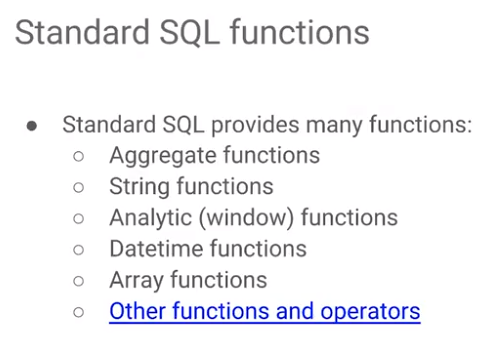 Standard SQL functions
● Standard SQL provides many functions:
○ Aggregate functions
○ String functions
○ Analytic (window) functions
○ Datetime functions
○ Array functions
○ Other functions and operators